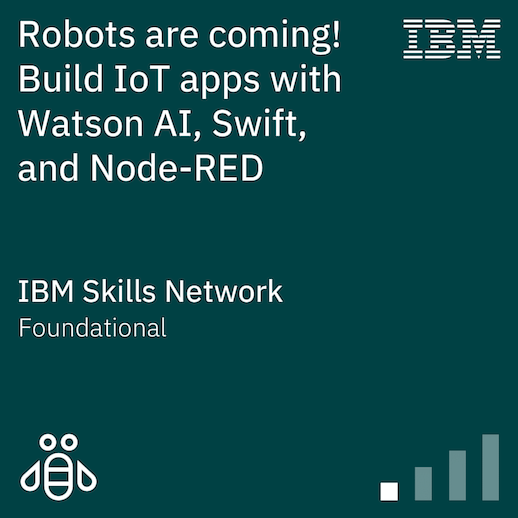 Robots are coming!
Build IoT apps with
Watson AI, Swift,
and Node-RED
IBM
IBM Skills Network
Foundational